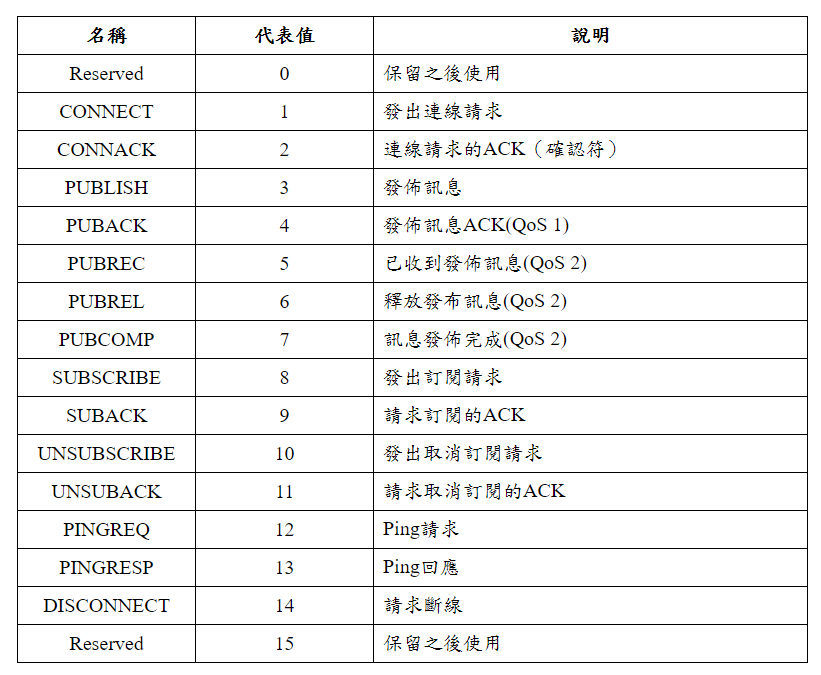 名稱 代表值 說明
Reserved 0 保留之後使用
CONNECT 1 發出連線請求
CONNACK 2 連線請求的ACK（確認符）
PUBLISH 3 發佈訊息
PUBACK 4 發佈訊息ACK(QoS 1)
PUBREC 5 已收到發佈訊息(QoS 2)
PUBREL 6 釋放發布訊息(QoS 2)
PUBCOMP 7 訊息發佈完成(QoS 2)
SUBSCRIBE 8 發出訂閱請求
SUBACK 9 請求訂閱的ACK
UNSUBSCRIBE 10 發出取消訂閱請求
UNSUBACK 11 請求取消訂閱的ACK
PINGREQ 12 Ping請求
PINGRESP 13 Ping回應
DISCONNECT 14 請求斷線
Reserved 15 保留之後使用